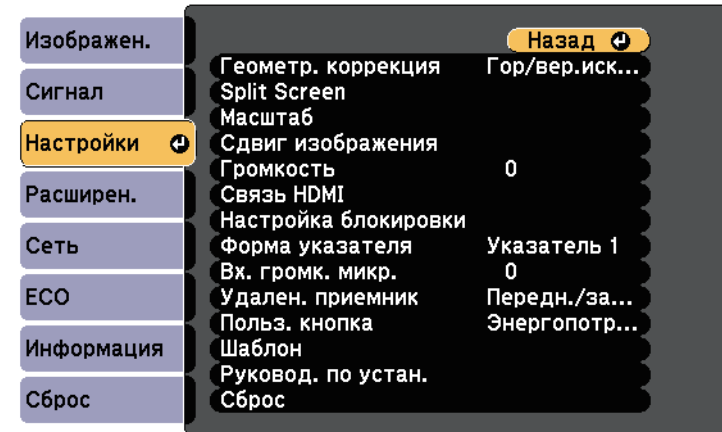 Изображен.
Сигнал
Настройки
Расширен.
Сеть
ECO
Информация
Сброс
Назад
Геометр. коррекция Гор/вер.иск...
Split Screen
Масштаб
Сдвиг изображения
Громкость 0
Связь HDMI
Настройка блокировки
Форма указателя Указатель 1
Вх. громк. микр. 0
Удален. приемник Передн./за...
Польз. кнопка Энергопотр...
Шаблон
Руковод. по устан.
Сброс